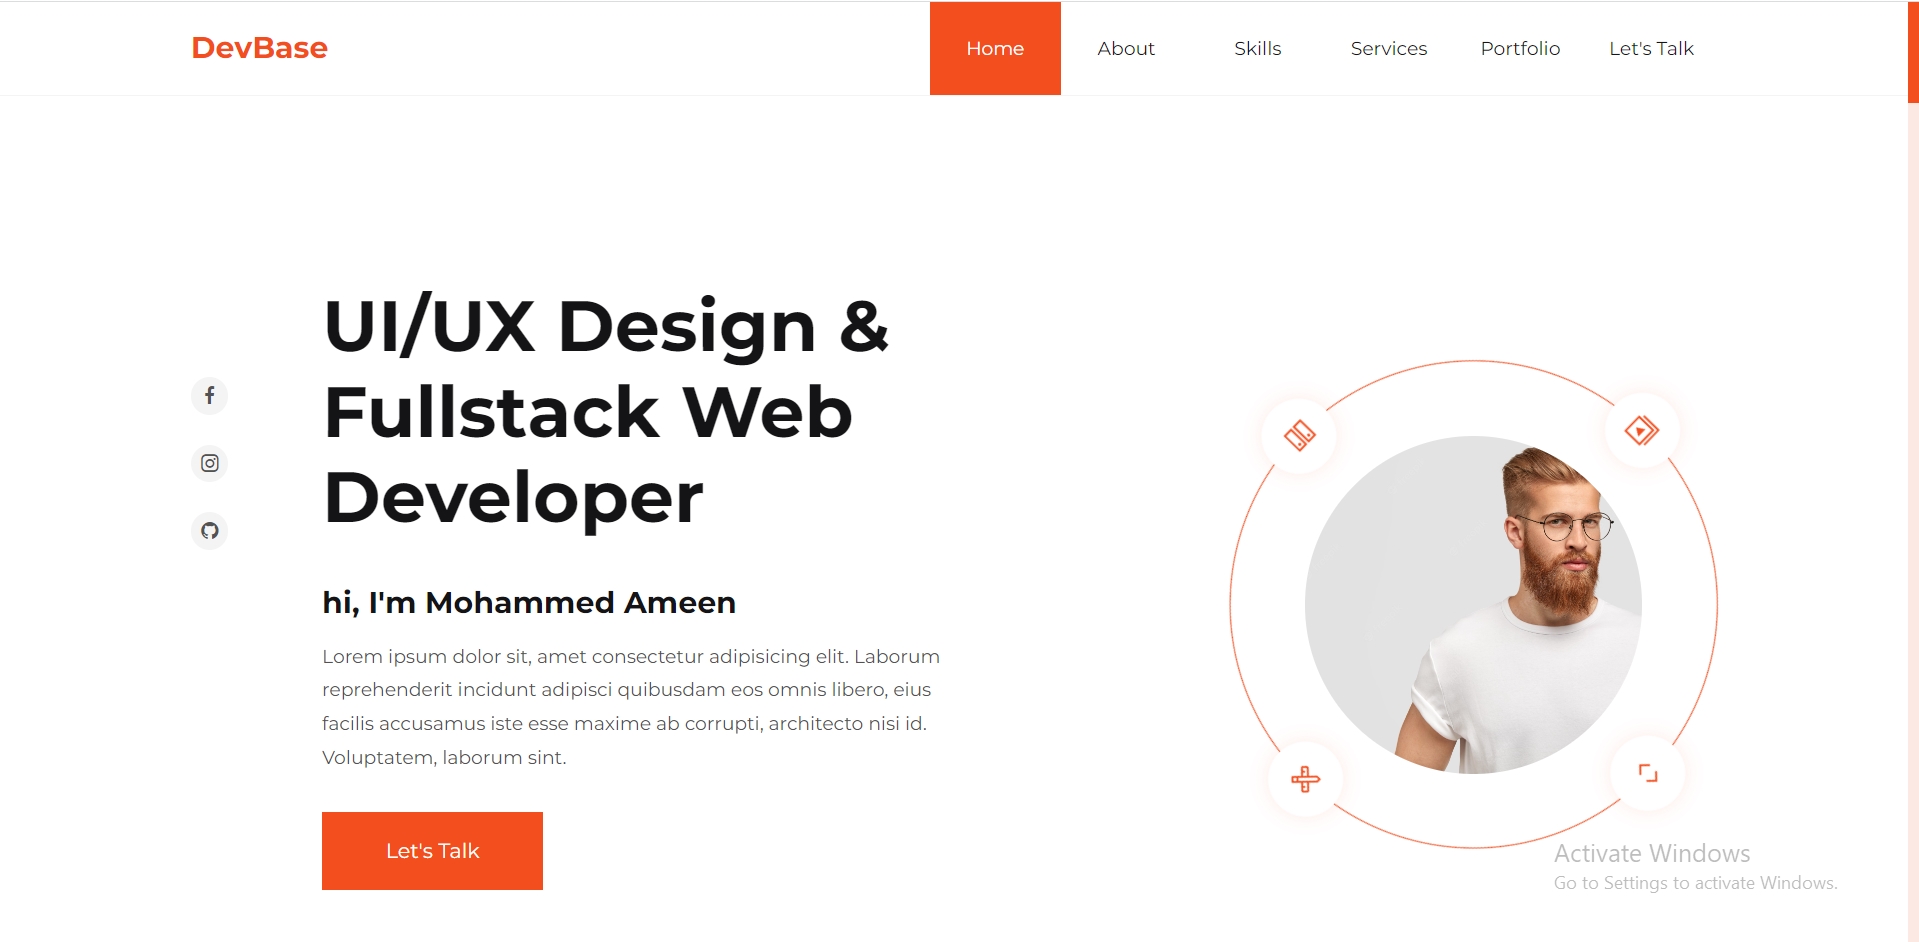 DevBase
Home
About
Skills
Services
Portfolio
Let's Talk
UI/UX Design &
Fullstack Web
Developer
hi, I'm Mohammed Ameen
Lorem ipsum dolor sit, amet consectetur adipisicing elit. Laborum
reprehenderit incidunt adipisci quibusdam eos omnis libero, eius
facilis accusamus iste esse maxime ab corrupti, architecto nisi id.
Voluptatem, laborum sint.
Let's Talk
Activate Windows
Go to Settings to activate Windows.